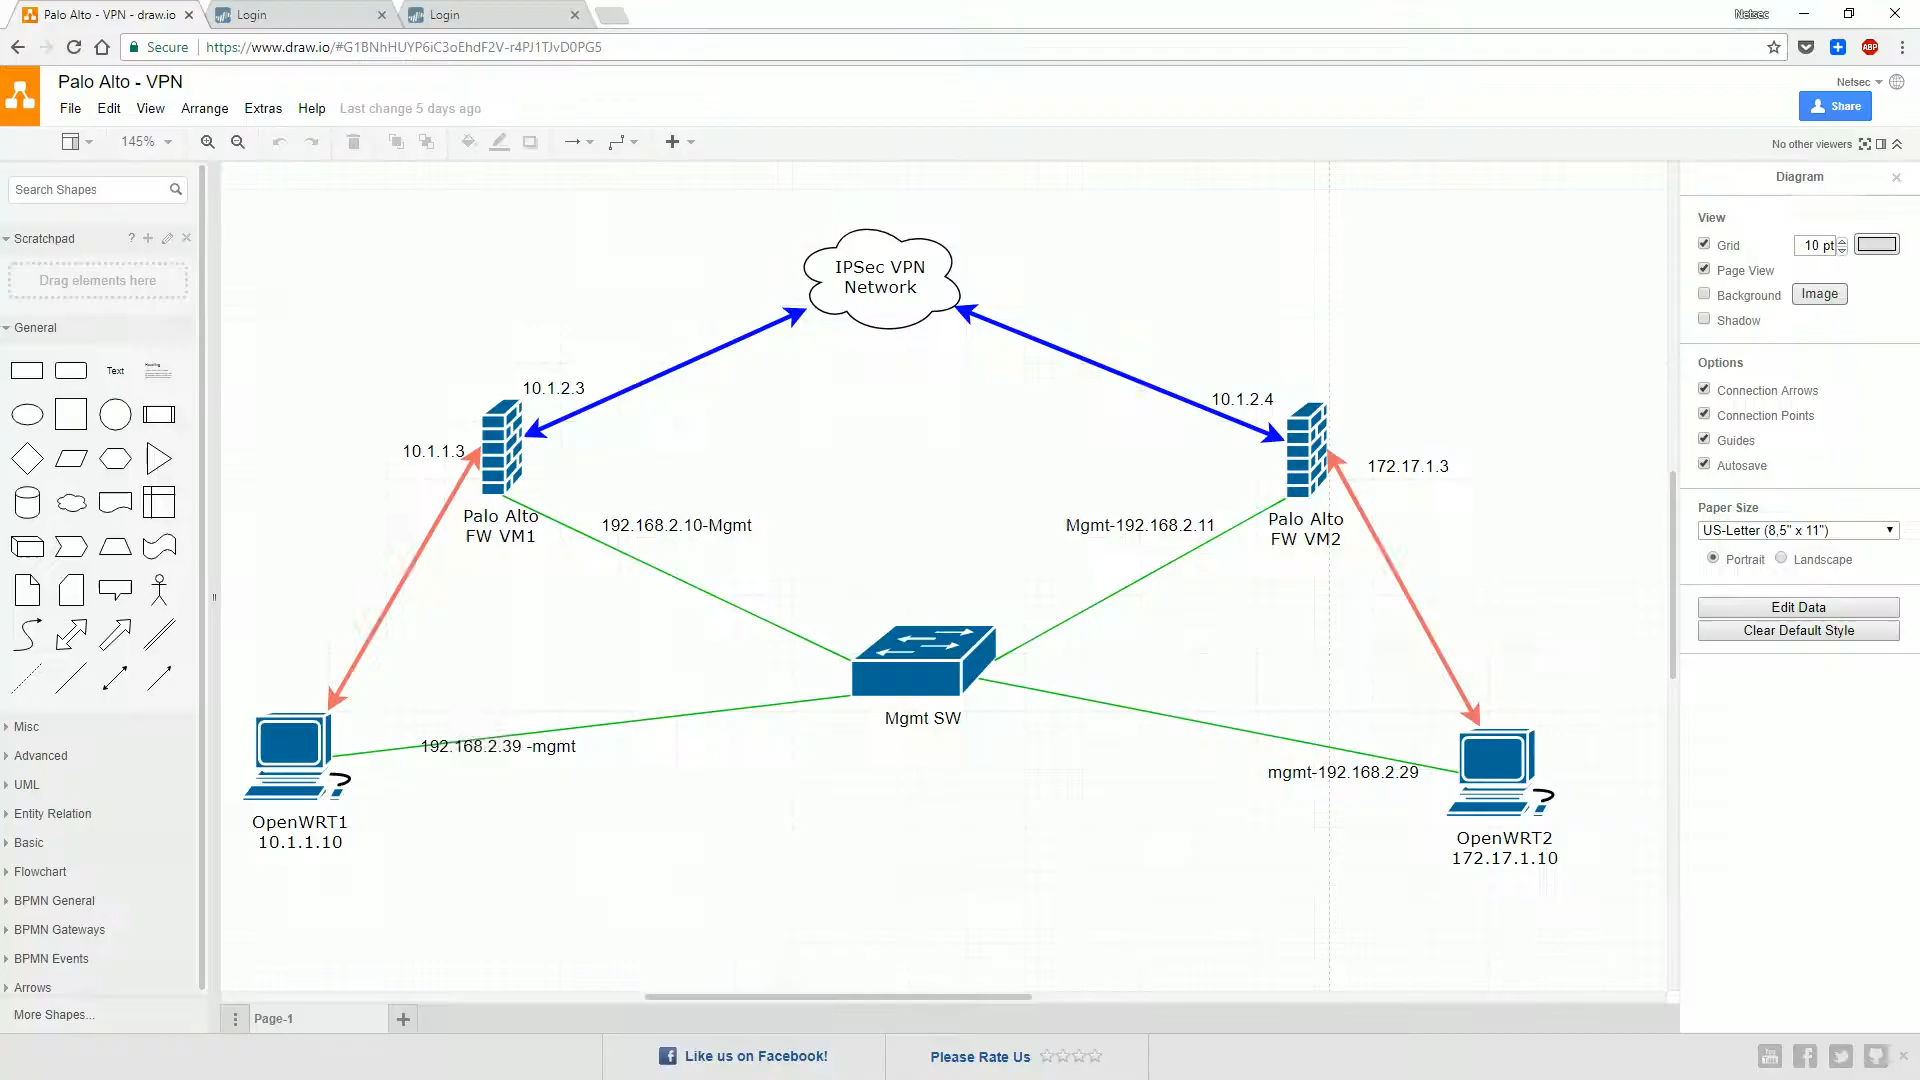 Palo Alto - VPN - draw.io
Login
Login
Netsec
Secure
https://www.draw.io/#G1BNhHUYP6iC3oEhdF2V-r4PJ1TJvD0PG5
ABP
Palo Alto - VPN
Netsec
File Edit View Arrange Extras Help Last change 5 days ago
Share
145%
No other viewers
Search Shapes
Scratchpad
?
Drag elements here
General
Text
Heading
Misc
Advanced
UML
Entity Relation
Basic
Flowchart
BPMN General
BPMN Gateways
BPMN Events
Arrows
More Shapes...
IPSec VPN
Network
10.1.2.3
10.1.2.4
10.1.1.3
172.17.1.3
Palo Alto
FW VM1
192.168.2.10-Mgmt
Mgmt-192.168.2.11
Palo Alto
FW VM2
Mgmt SW
192.168.2.39 -mgmt
mgmt-192.168.2.29
OpenWRT1
10.1.1.10
OpenWRT2
172.17.1.10
Diagram
View
Grid
10 pt
Page View
Background
Image
Shadow
Options
Connection Arrows
Connection Points
Guides
Autosave
Paper Size
US-Letter (8,5" x 11")
Portrait
Landscape
Edit Data
Clear Default Style
Page-1
Like us on Facebook!
Please Rate Us